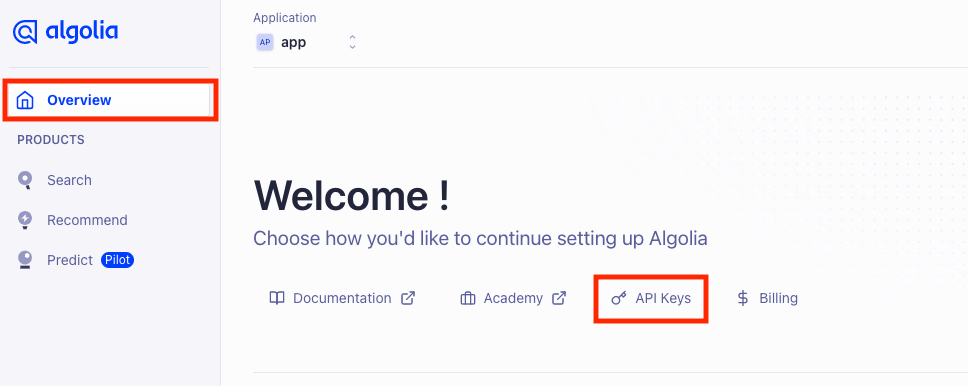 algolia
Overview
PRODUCTS
Search
Recommend
Predict Pilot
Application
AP app
Welcome !
Choose how you'd like to continue setting up Algolia
Documentation Academy API Keys Billing